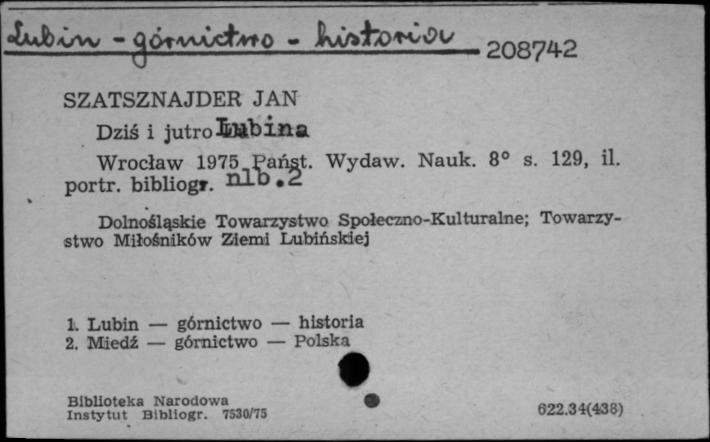 Lubin - górnictwo - historia
208742
SZATSZNAJDER JAN
Dziś i jutro Lubina
Wrocław 1975 Państ. Wydaw. Nauk. 8° s. 129, il.
portr. bibliogr. nlb.2
Dolnośląskie Towarzystwo Społeczno-Kulturalne; Towarzy-
stwo Miłośników Ziemi Lubińskiej
1. Lubin — górnictwo — historia
2. Miedź — górnictwo — Polska
Biblioteka Narodowa
Instytut Bibliogr. 7530/75
622.34(438)